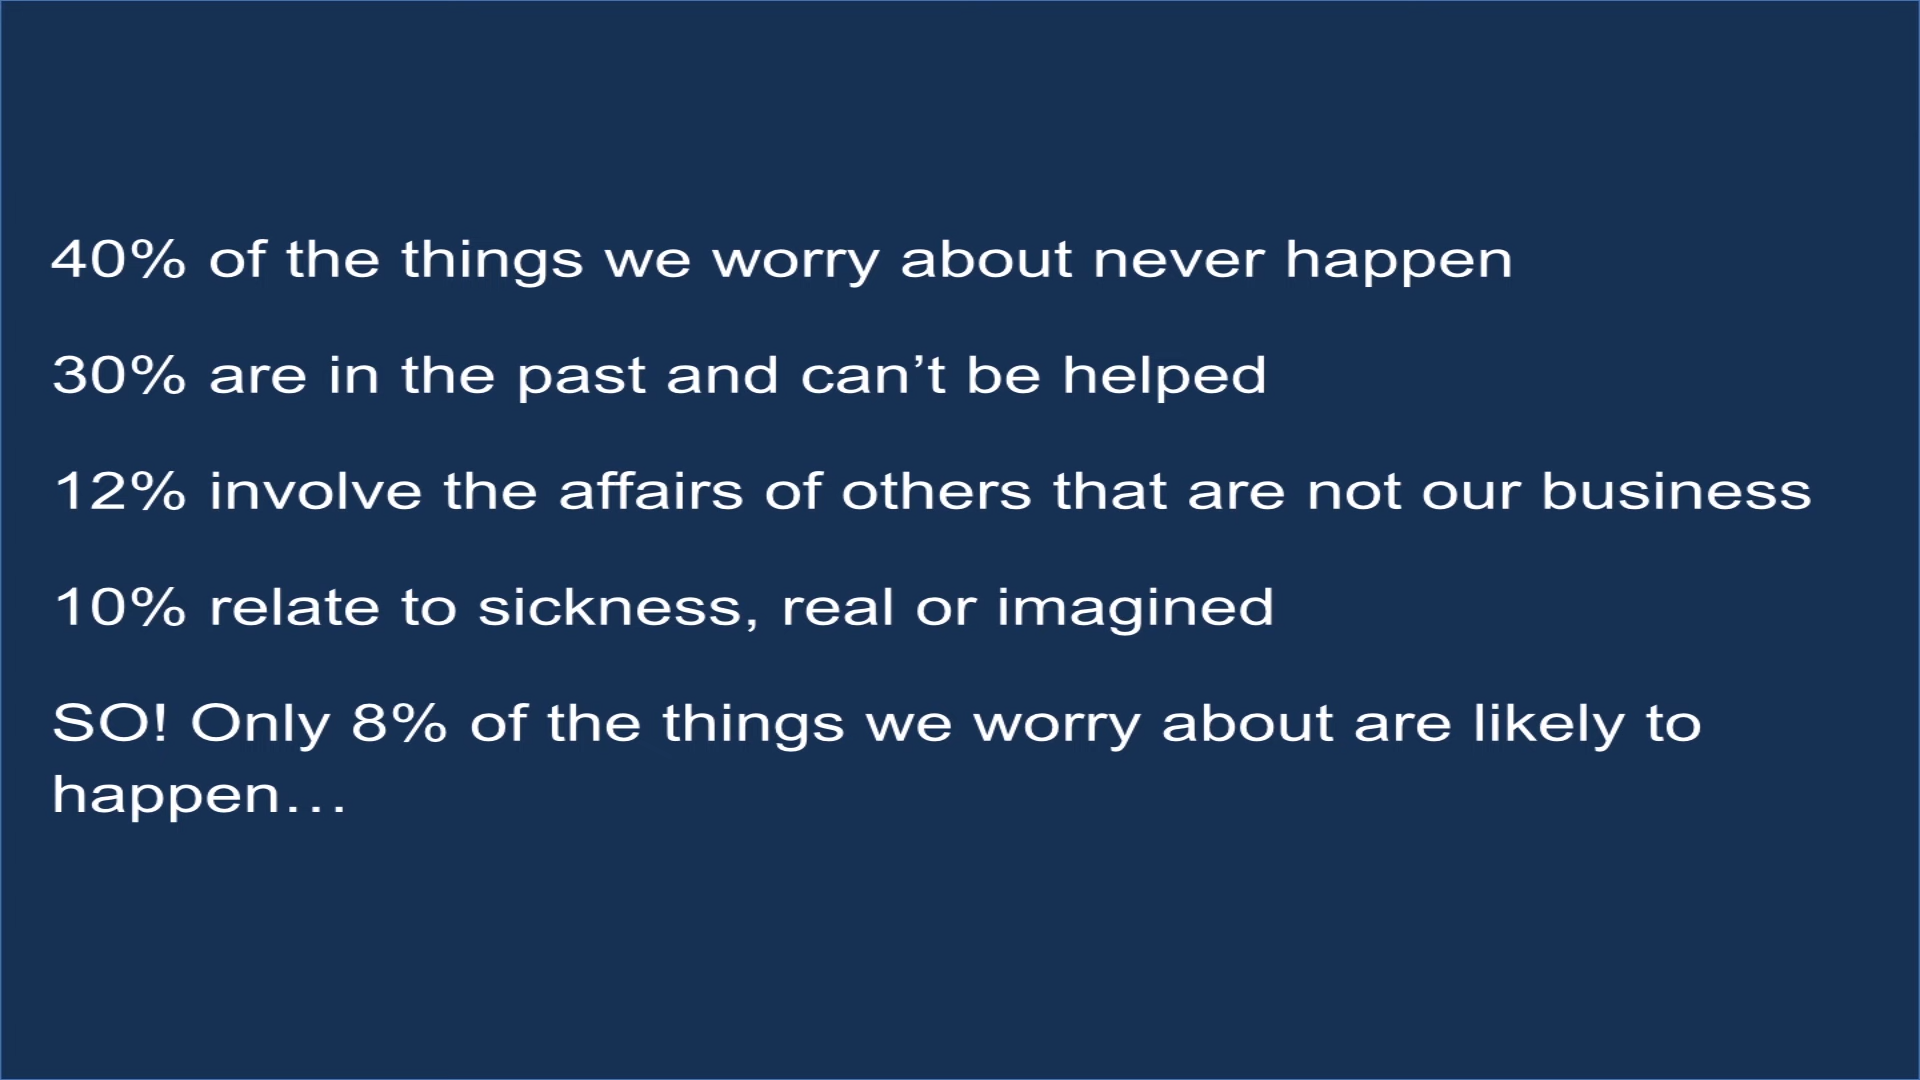 40% of the things we worry about never happen
30% are in the past and can’t be helped
12% involve the affairs of others that are not our business
10% relate to sickness, real or imagined
SO! Only 8% of the things we worry about are likely to
happen…